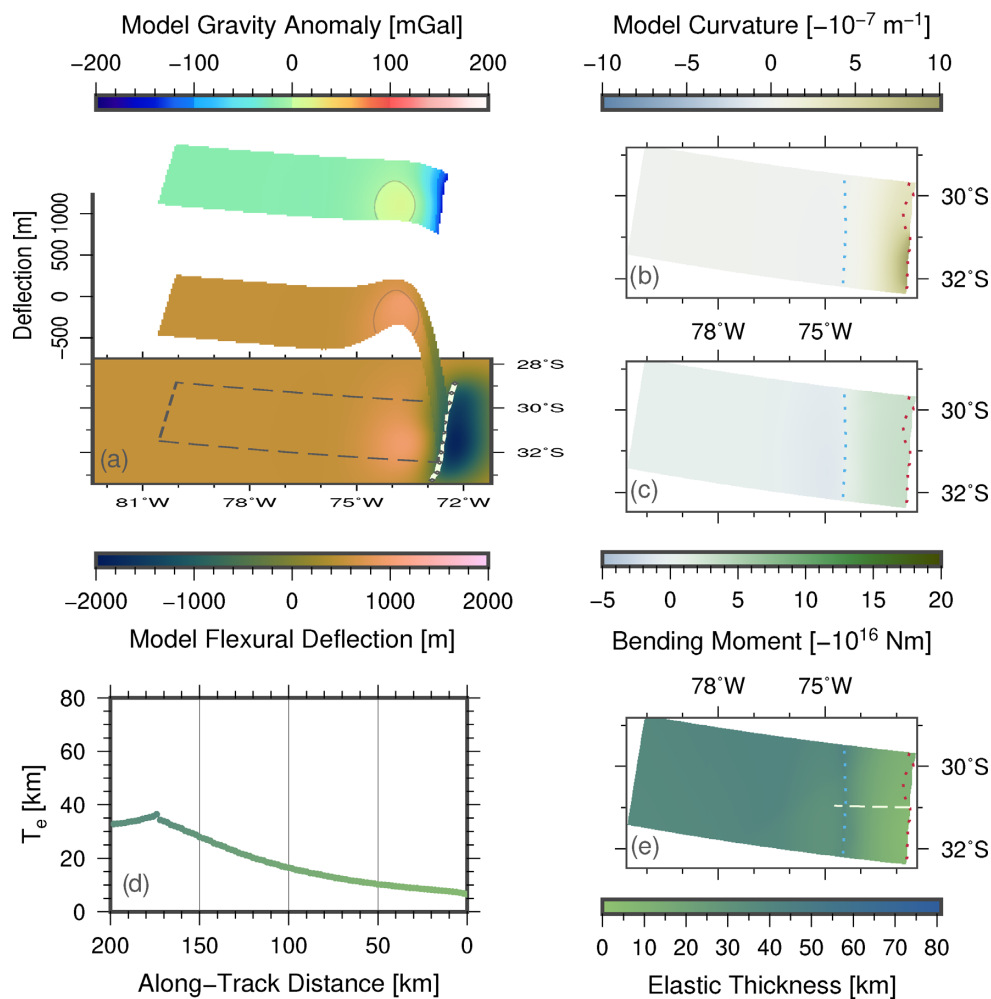 Model Gravity Anomaly [mGal]
−200 −100 0 100 200
Deflection [m]
1000
500
0
−500
28˚S
30˚S
32˚S
(a)
81˚W 78˚W 75˚W 72˚W
−2000 −1000 0 1000 2000
Model Flexural Deflection [m]
Model Curvature [−10⁻⁷ m⁻¹]
−10 −5 0 5 10
30˚S
32˚S
(b)
78˚W 75˚W
30˚S
32˚S
(c)
−5 0 5 10 15 20
Bending Moment [−10¹⁶ Nm]
80
60
40
20
0
Tₑ [km]
(d)
200 150 100 50 0
Along−Track Distance [km]
78˚W 75˚W
30˚S
32˚S
(e)
0 10 20 30 40 50 60 70 80
Elastic Thickness [km]